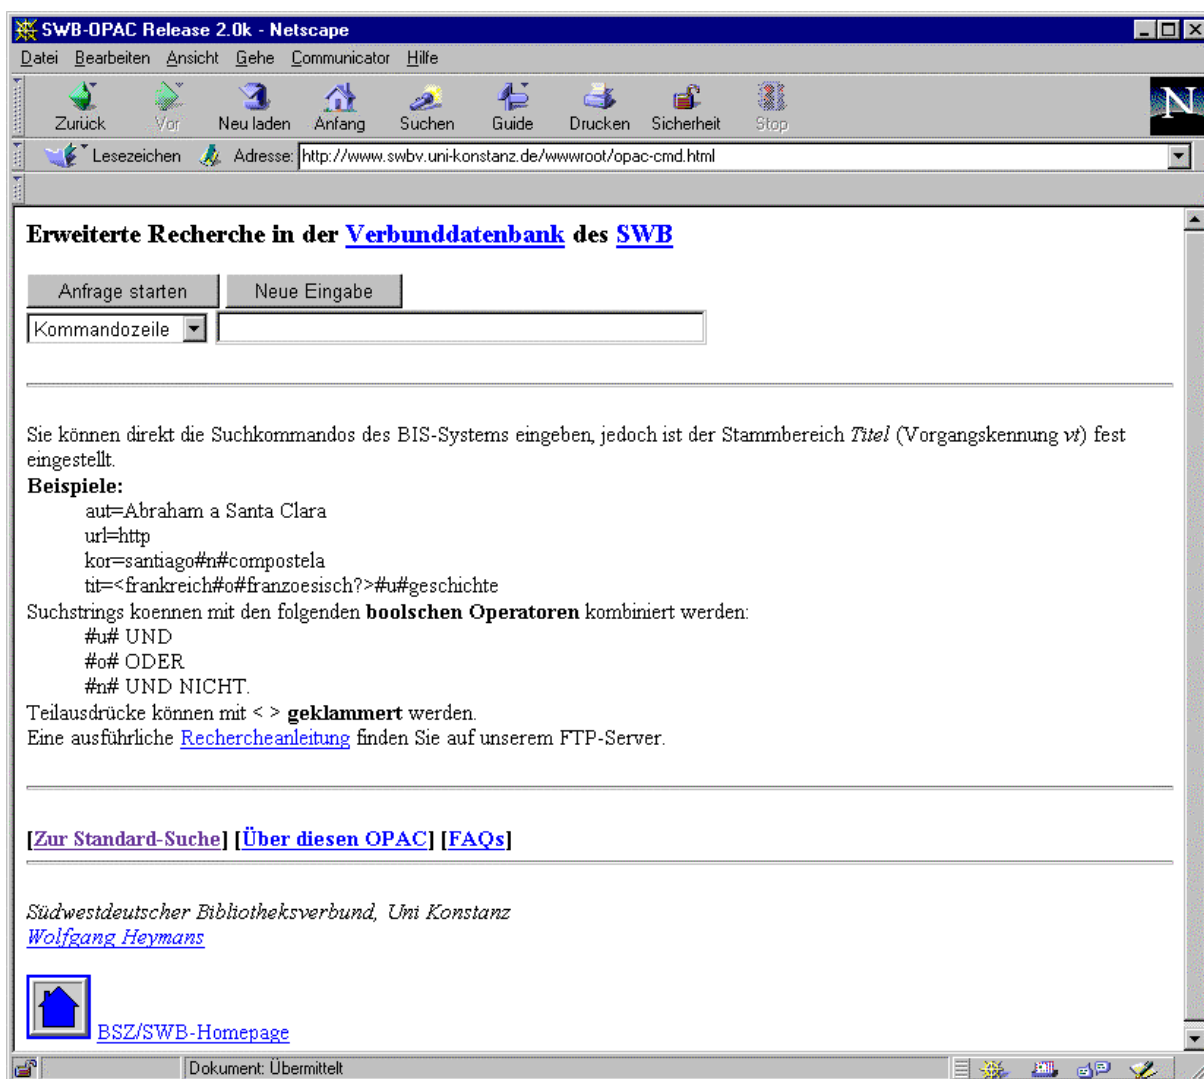 SWB-OPAC Release 2.0k - Netscape
Datei Bearbeiten Ansicht Gehe Communicator Hilfe
Zurück Vor Neu laden Anfang Suchen Guide Drucken Sicherheit Stop
N
Lesezeichen Adresse: http://www.swbv.uni-konstanz.de/wwwroot/opac-cmd.html
Erweiterte Recherche in der Verbunddatenbank des SWB
Anfrage starten Neue Eingabe
Kommandozeile
Sie können direkt die Suchkommandos des BIS-Systems eingeben, jedoch ist der Stammbereich Titel (Vorgangskennung vt) fest
eingestellt.
Beispiele:
aut=Abraham a Santa Clara
url=http
kor=santiago#n#compostela
tit=<frankreich#o#franzoesisch?>#u#geschichte
Suchstrings koennen mit den folgenden boolschen Operatoren kombiniert werden:
#u# UND
#o# ODER
#n# UND NICHT.
Teilausdrücke können mit < > geklammert werden.
Eine ausführliche Rechercheanleitung finden Sie auf unserem FTP-Server.
[Zur Standard-Suche] [Über diesen OPAC] [FAQs]
Südwestdeutscher Bibliotheksverbund, Uni Konstanz
Wolfgang Heymans
BSZ/SWB-Homepage
Dokument: Übermittelt